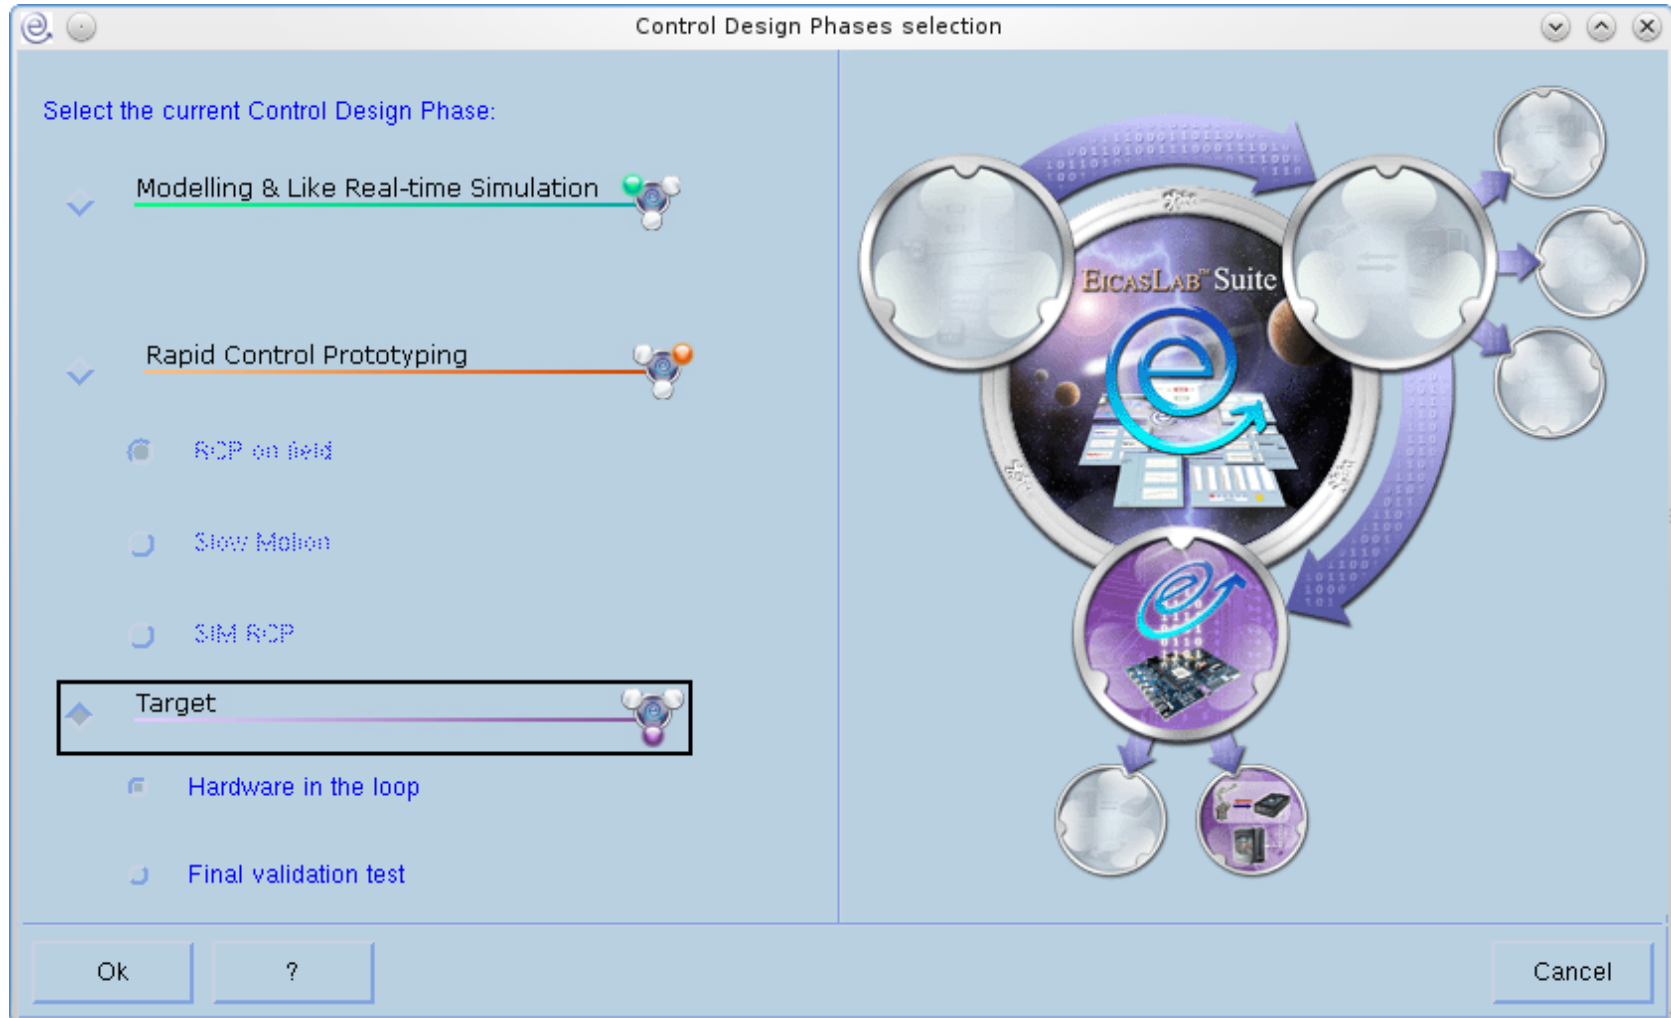 Control Design Phases selection
Select the current Control Design Phase:
Modelling & Like Real-time Simulation
Rapid Control Prototyping
RCP on field
Slow Motion
SIM RCP
Target
Hardware in the loop
Final validation test
EICASLAB™ Suite
Ok
?
Cancel